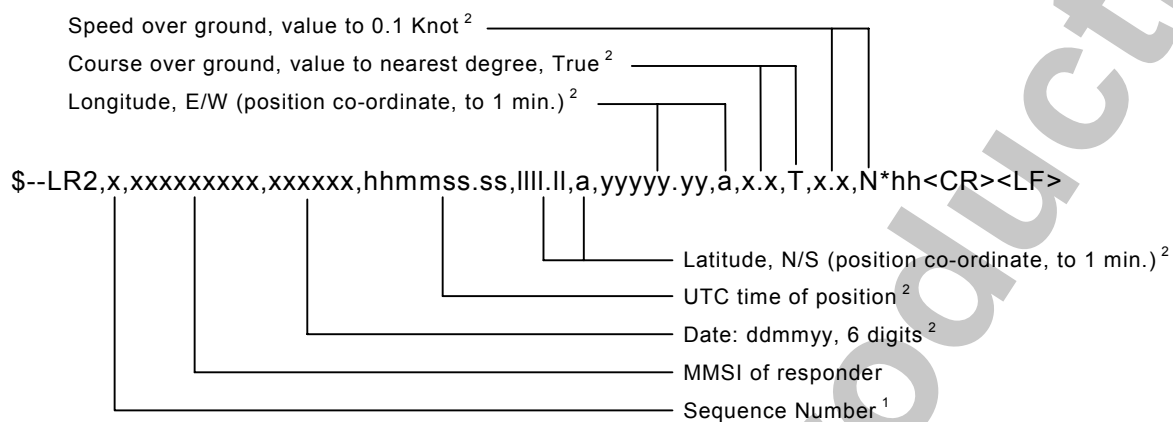 Speed over ground, value to 0.1 Knot 2
Course over ground, value to nearest degree, True 2
Longitude, E/W (position co-ordinate, to 1 min.) 2
$--LR2,x,xxxxxxxxx,xxxxxx,hhmmss.ss,llll.ll,a,yyyyy.yy,a,x.x,T,x.x,N*hh<CR><LF>
Latitude, N/S (position co-ordinate, to 1 min.) 2
UTC time of position 2
Date: ddmmyy, 6 digits 2
MMSI of responder
Sequence Number 1